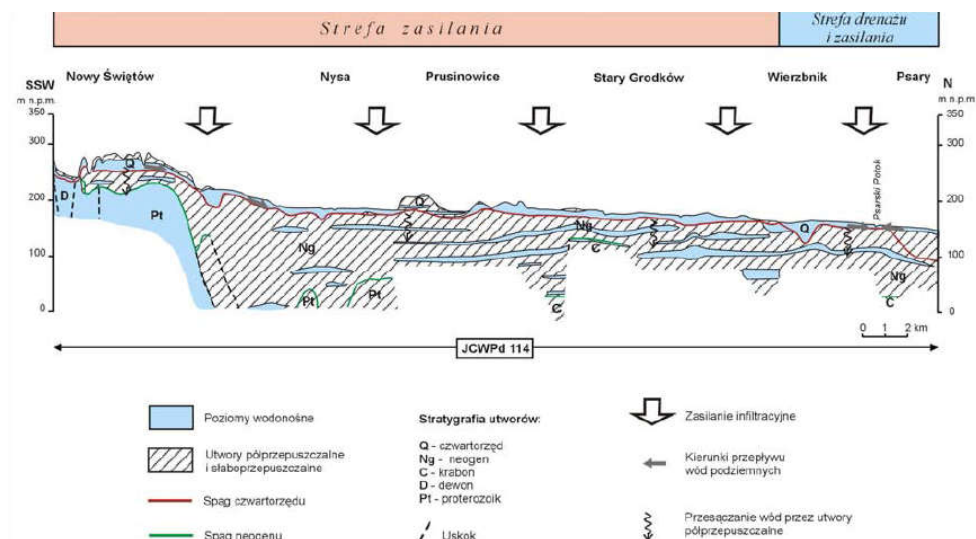 Strefa zasilania
Strefa drenażu
i zasilania
Nowy Świętów
Nysa
Prusinowice
Stary Grodków
Wierzbnik
Psary
SSW
N
m n.p.m.
m n.p.m.
350
350
300
300
200
200
100
100
0
0
Psarski Potok
Q
Q
Q
D
Pt
Ng
Ng
Ng
C
C
C
Pt
Pt
0 1 2 km
JCWPd 114
Poziomy wodonośne
Utwory półprzepuszczalne
i słaboprzepuszczalne
Spąg czwartorzędu
Spąg neogenu
Stratygrafia utworów:
Q - czwartorzęd
Ng - neogen
C - krabon
D - dewon
Pt - proterozoik
Uskok
Zasilanie infiltracyjne
Kierunki przepływu
wód podziemnych
Przesączanie wód przez utwory
półprzepuszczalne